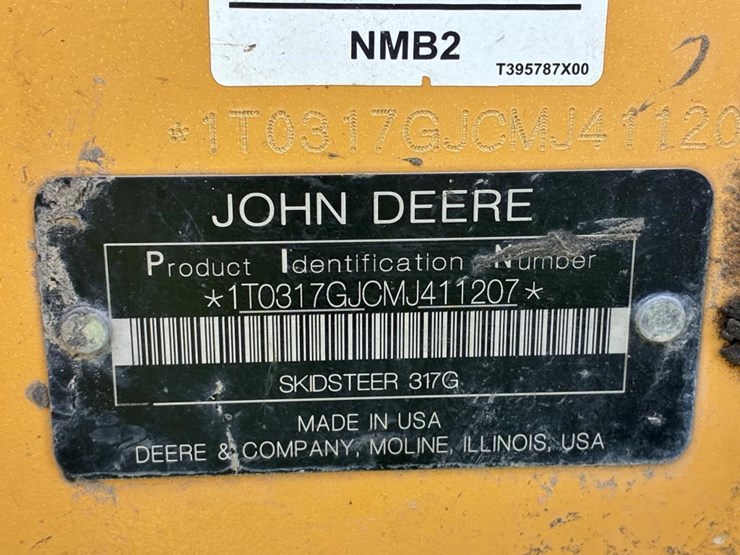 NMB2
T395787X00
*1T0317GJCMJ41120
JOHN DEERE
Product Identification Number
*1T0317GJCMJ411207*
SKIDSTEER 317G
MADE IN USA
DEERE & COMPANY, MOLINE, ILLINOIS, USA